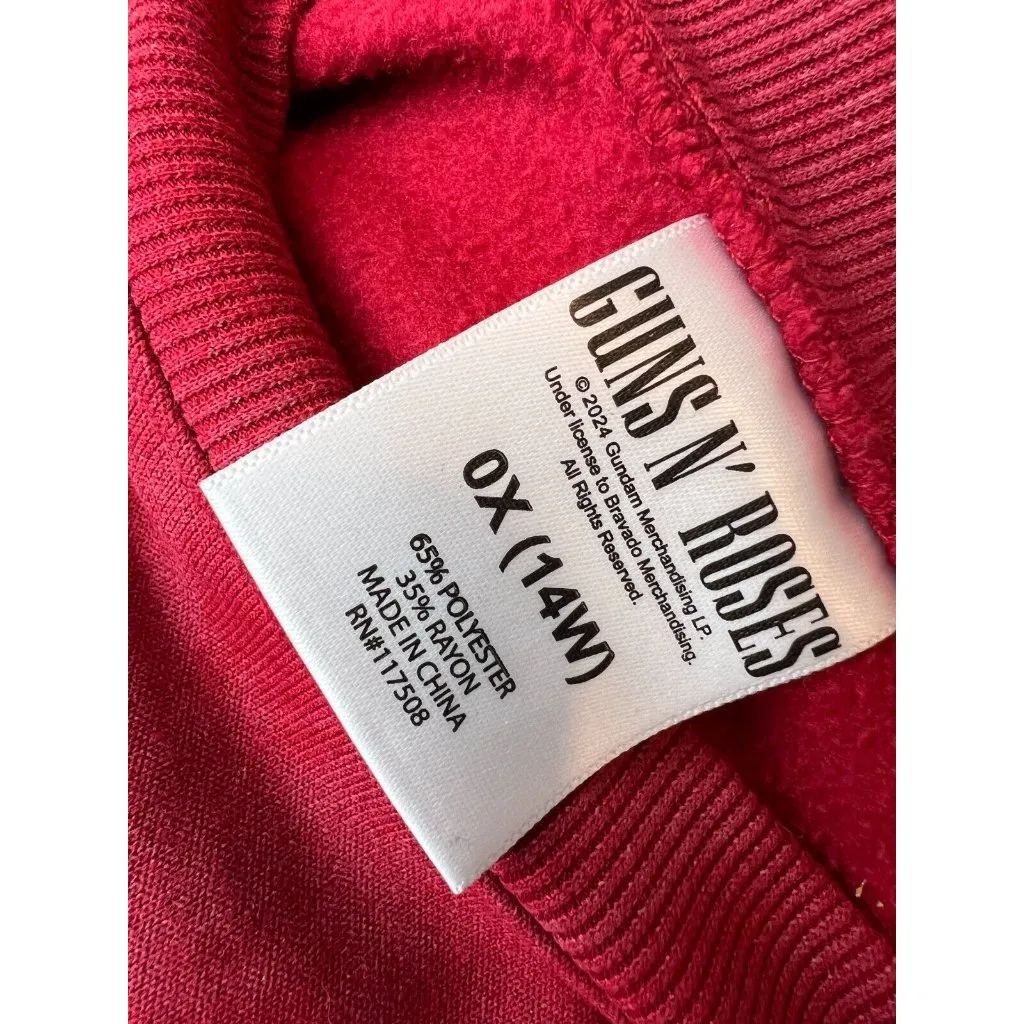 GUNS N' ROSES
© 2024 Gundam Merchandising LP.
Under license to Bravado Merchandising.
All Rights Reserved.
0X (14W)
65% POLYESTER
35% RAYON
MADE IN CHINA
RN#117508